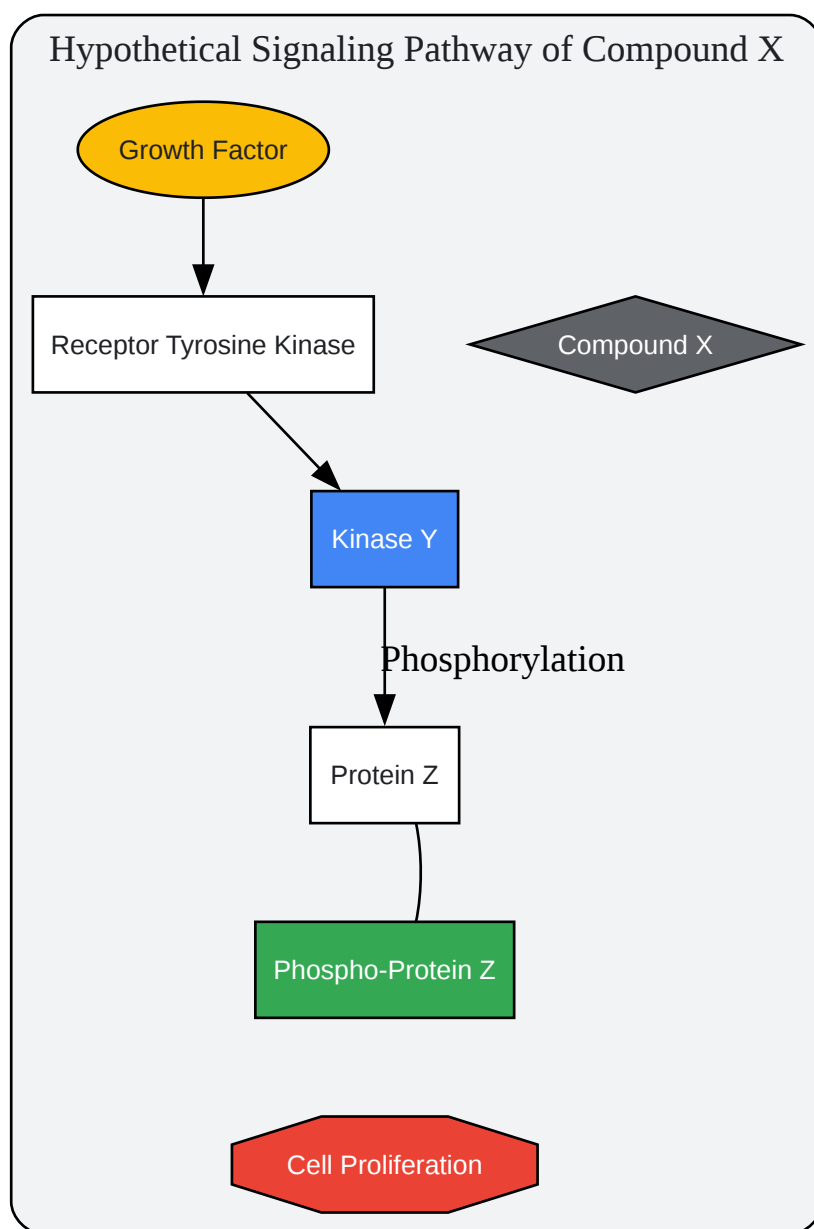 Hypothetical Signaling Pathway of Compound X
Growth Factor
Receptor Tyrosine Kinase
Compound X
Kinase Y
Phosphorylation
Protein Z
Phospho-Protein Z
Cell Proliferation